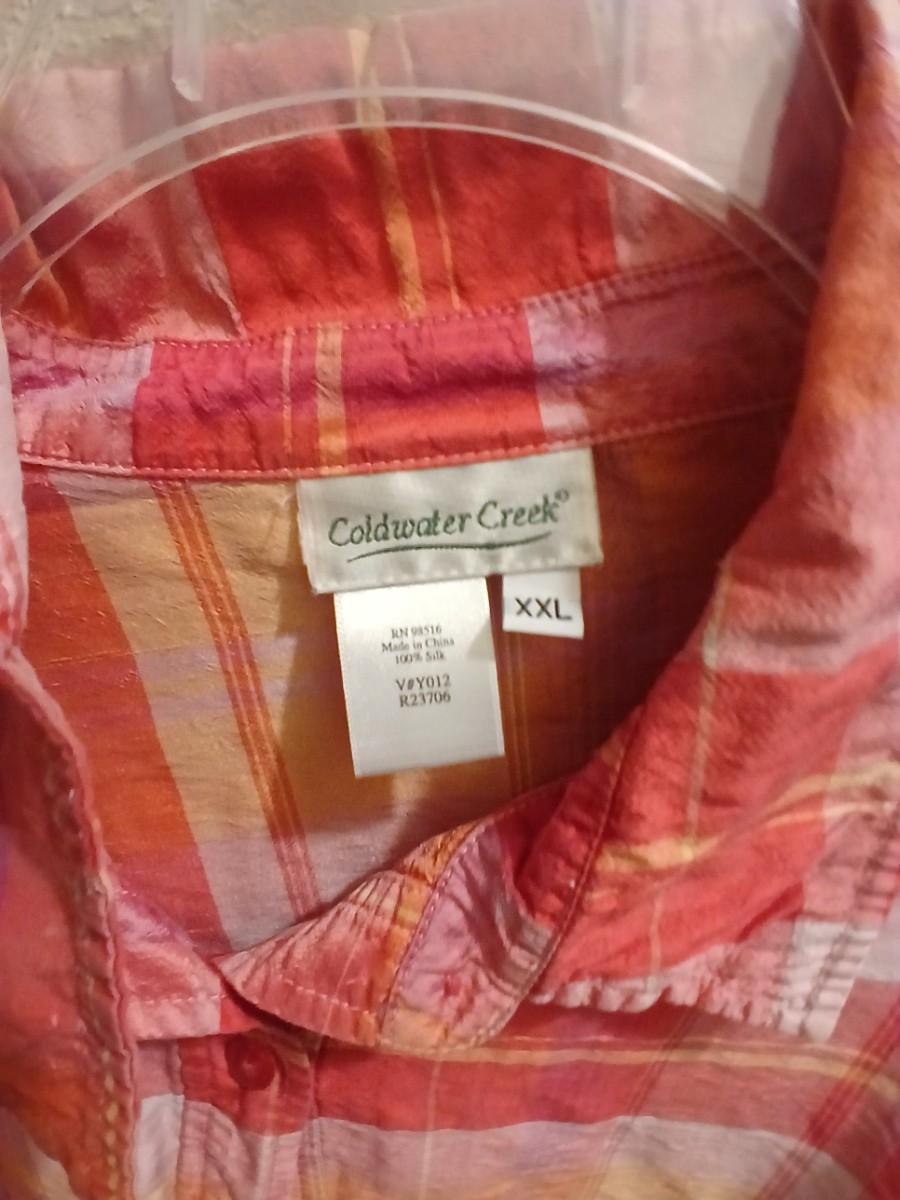 Coldwater Creek®
XXL
RN 98516
Made in China
100% Silk
V#Y012
R23706